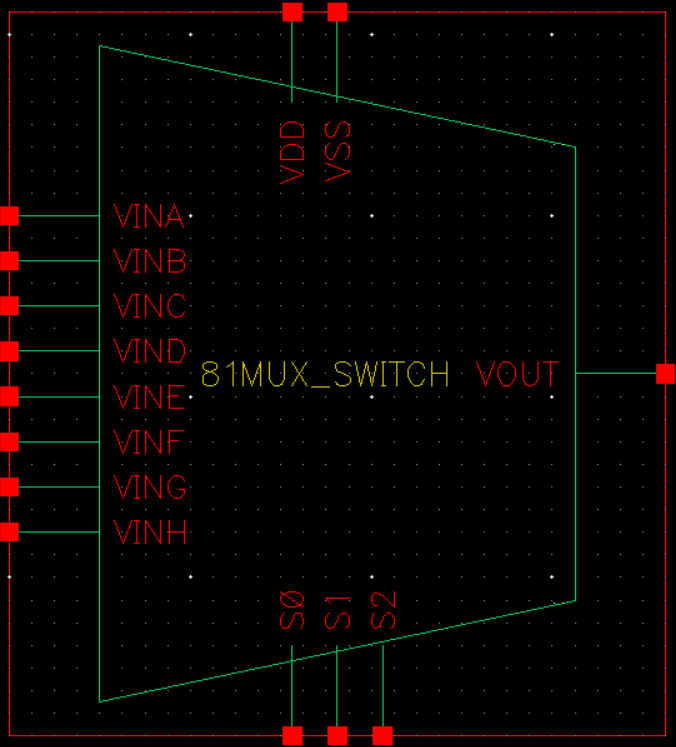 VDD
VSS
VINA
VINB
VINC
VIND
VINE
VINF
VING
VINH
81MUX_SWITCH
VOUT
S0
S1
S2